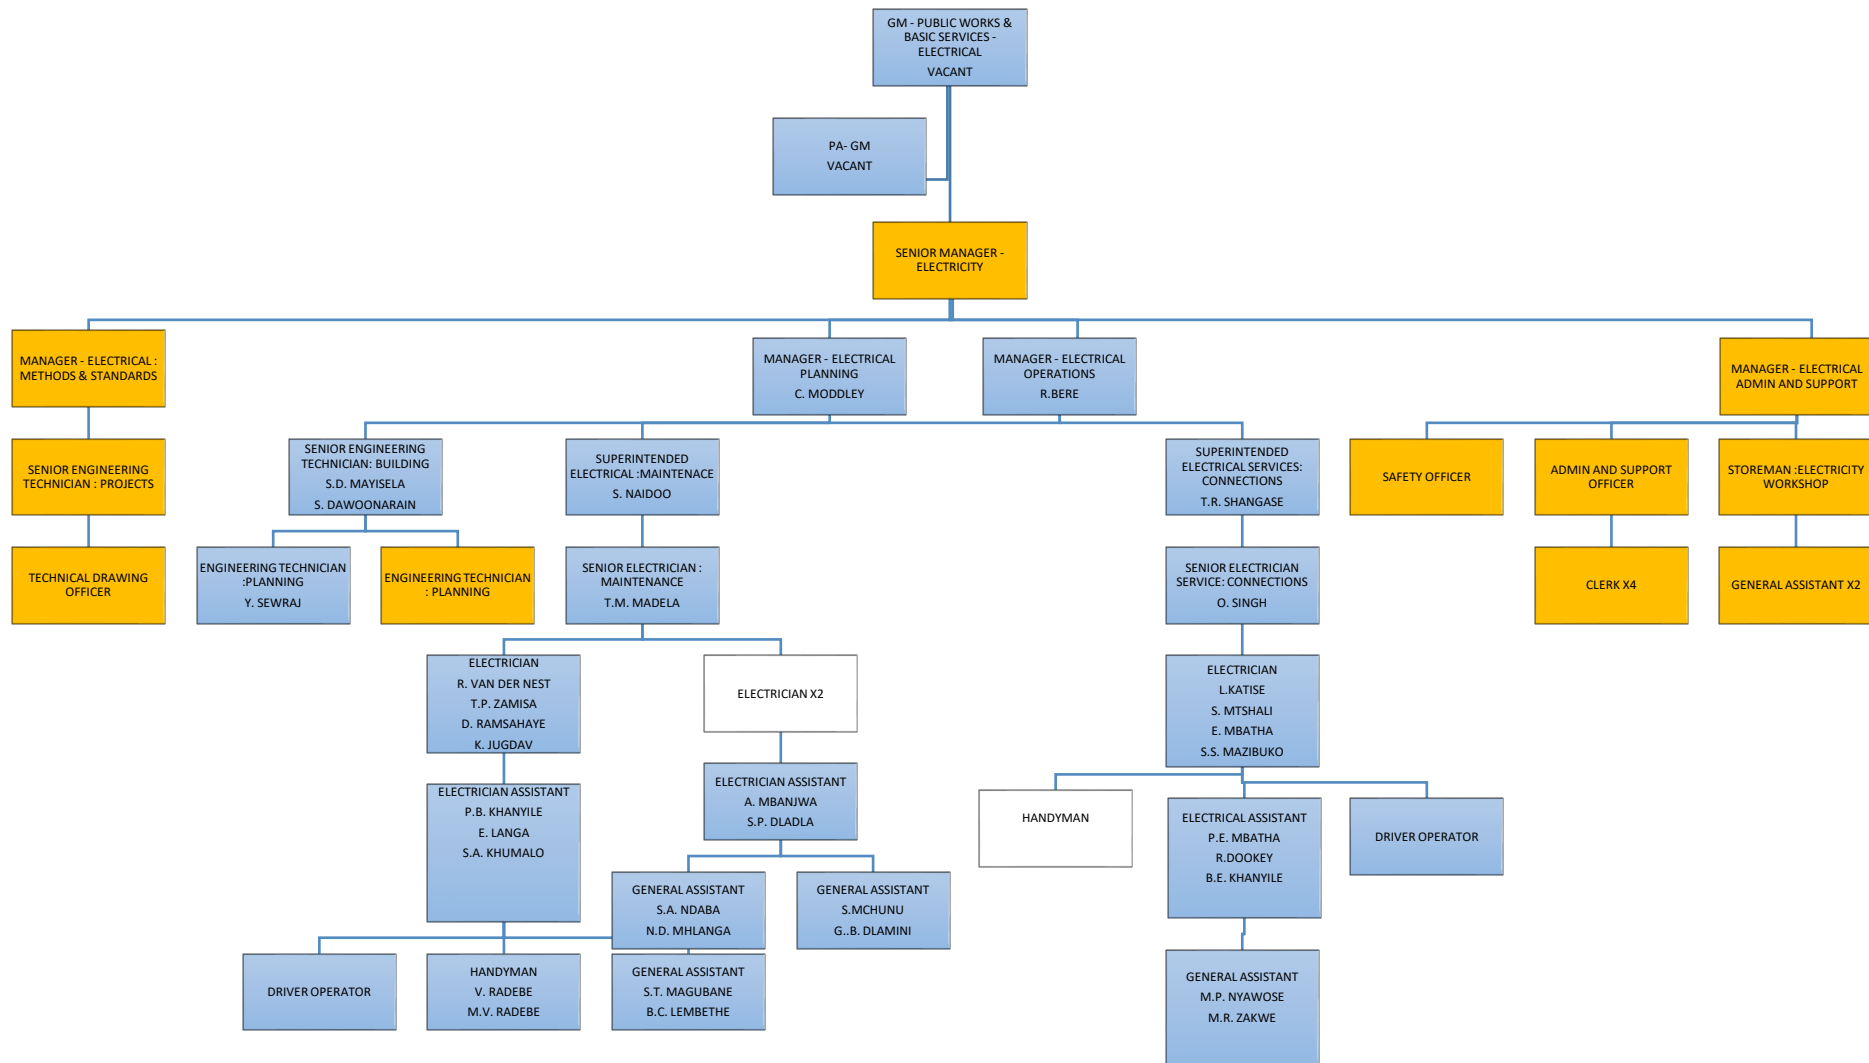 GM - PUBLIC WORKS &
BASIC SERVICES -
ELECTRICAL
VACANT
PA- GM
VACANT
SENIOR MANAGER -
ELECTRICITY
MANAGER - ELECTRICAL :
METHODS & STANDARDS
MANAGER - ELECTRICAL
PLANNING
C. MODDLEY
MANAGER - ELECTRICAL
OPERATIONS
R.BERE
MANAGER - ELECTRICAL
ADMIN AND SUPPORT
SENIOR ENGINEERING
TECHNICIAN : PROJECTS
SENIOR ENGINEERING
TECHNICIAN: BUILDING
S.D. MAYISELA
S. DAWOONARAIN
SUPERINTENDED
ELECTRICAL :MAINTENACE
S. NAIDOO
SUPERINTENDED
ELECTRICAL SERVICES:
CONNECTIONS
T.R. SHANGASE
SAFETY OFFICER
ADMIN AND SUPPORT
OFFICER
STOREMAN :ELECTRICITY
WORKSHOP
TECHNICAL DRAWING
OFFICER
ENGINEERING TECHNICIAN
:PLANNING
Y. SEWRAJ
ENGINEERING TECHNICIAN
: PLANNING
SENIOR ELECTRICIAN :
MAINTENANCE
T.M. MADELA
SENIOR ELECTRICIAN
SERVICE: CONNECTIONS
O. SINGH
CLERK X4
GENERAL ASSISTANT X2
ELECTRICIAN
R. VAN DER NEST
T.P. ZAMISA
D. RAMSAHAYE
K. JUGDAV
ELECTRICIAN X2
ELECTRICIAN
L.KATISE
S. MTSHALI
E. MBATHA
S.S. MAZIBUKO
ELECTRICIAN ASSISTANT
P.B. KHANYILE
E. LANGA
S.A. KHUMALO
ELECTRICIAN ASSISTANT
A. MBANJWA
S.P. DLADLA
HANDYMAN
ELECTRICAL ASSISTANT
P.E. MBATHA
R.DOOKEY
B.E. KHANYILE
DRIVER OPERATOR
GENERAL ASSISTANT
S.A. NDABA
N.D. MHLANGA
GENERAL ASSISTANT
S.MCHUNU
G..B. DLAMINI
DRIVER OPERATOR
HANDYMAN
V. RADEBE
M.V. RADEBE
GENERAL ASSISTANT
S.T. MAGUBANE
B.C. LEMBETHE
GENERAL ASSISTANT
M.P. NYAWOSE
M.R. ZAKWE